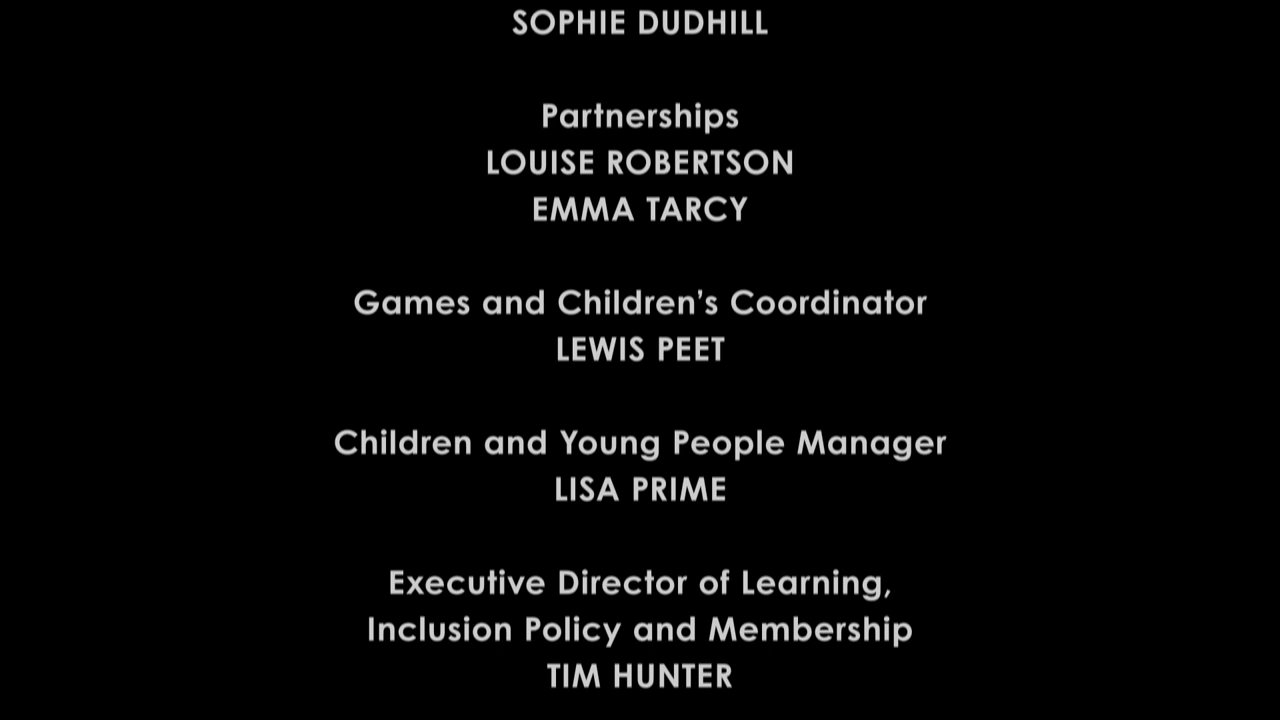 SOPHIE DUDHILL
Partnerships
LOUISE ROBERTSON
EMMA TARCY
Games and Children’s Coordinator
LEWIS PEET
Children and Young People Manager
LISA PRIME
Executive Director of Learning,
Inclusion Policy and Membership
TIM HUNTER